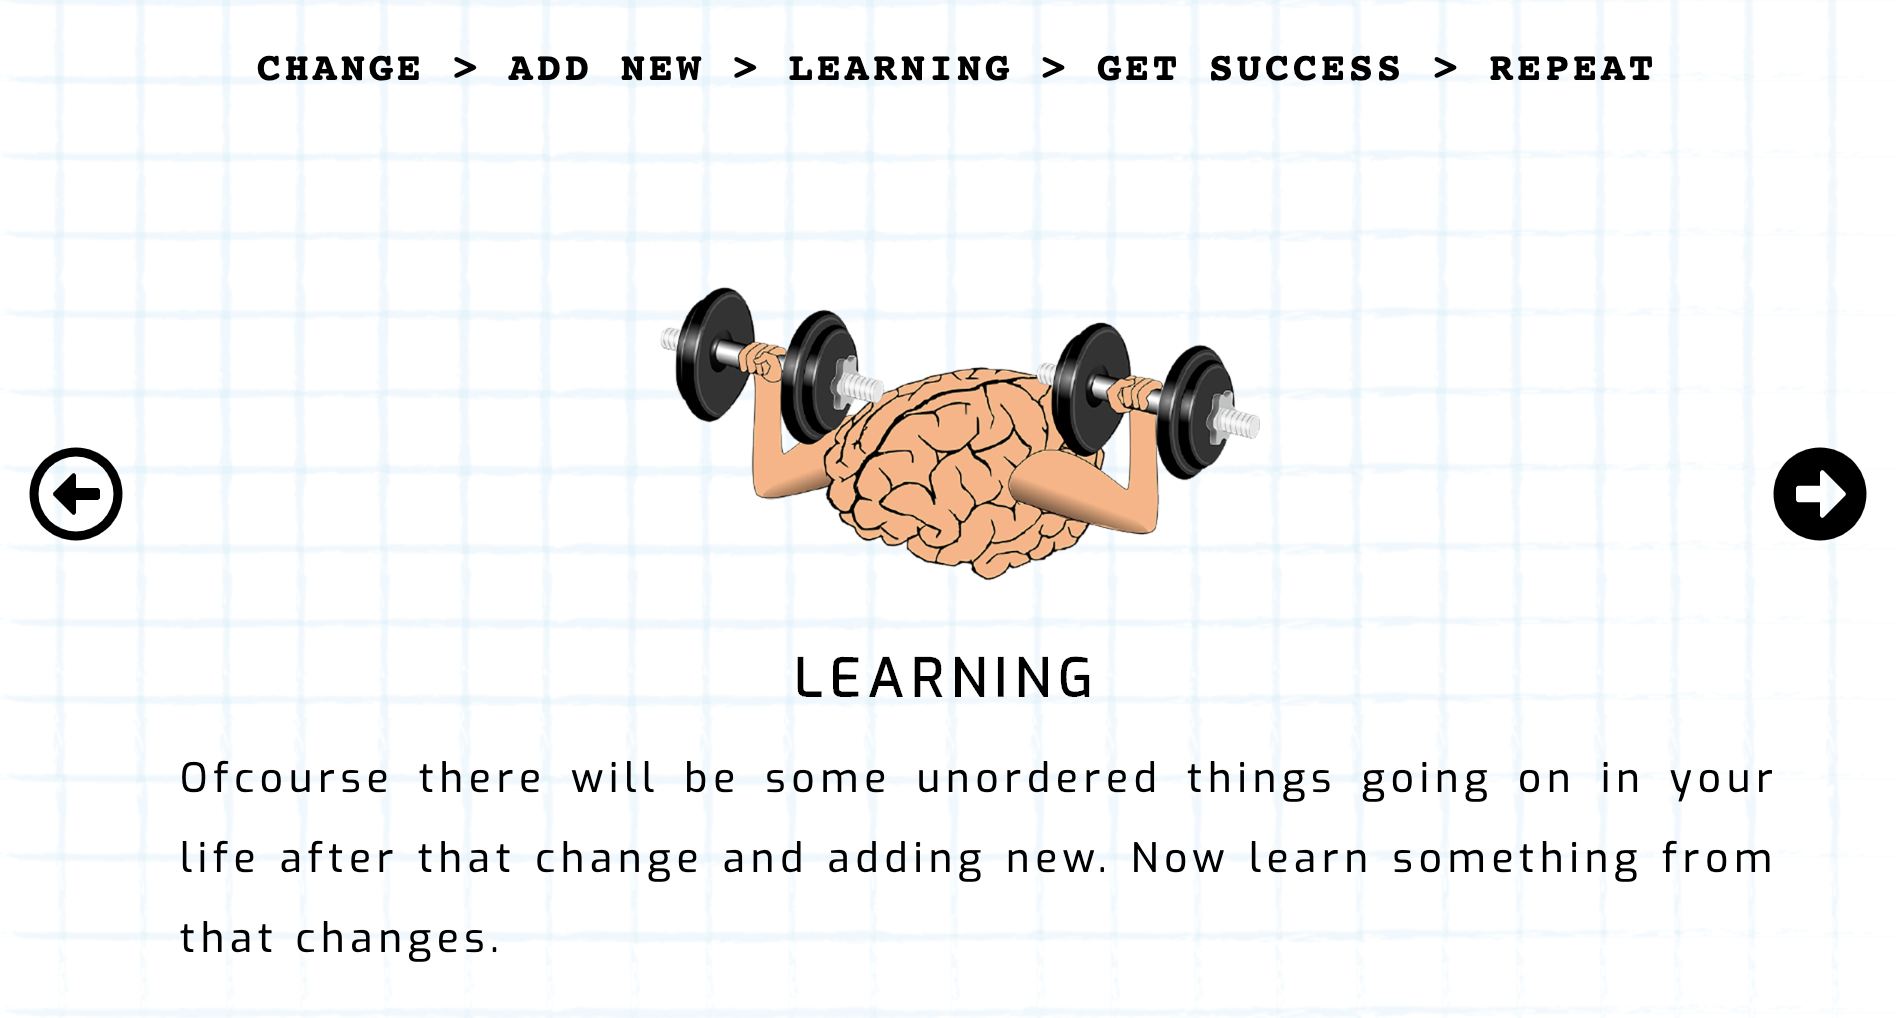 CHANGE > ADD NEW > LEARNING > GET SUCCESS > REPEAT
LEARNING
Ofcourse there will be some unordered things going on in your
life after that change and adding new. Now learn something from
that changes.